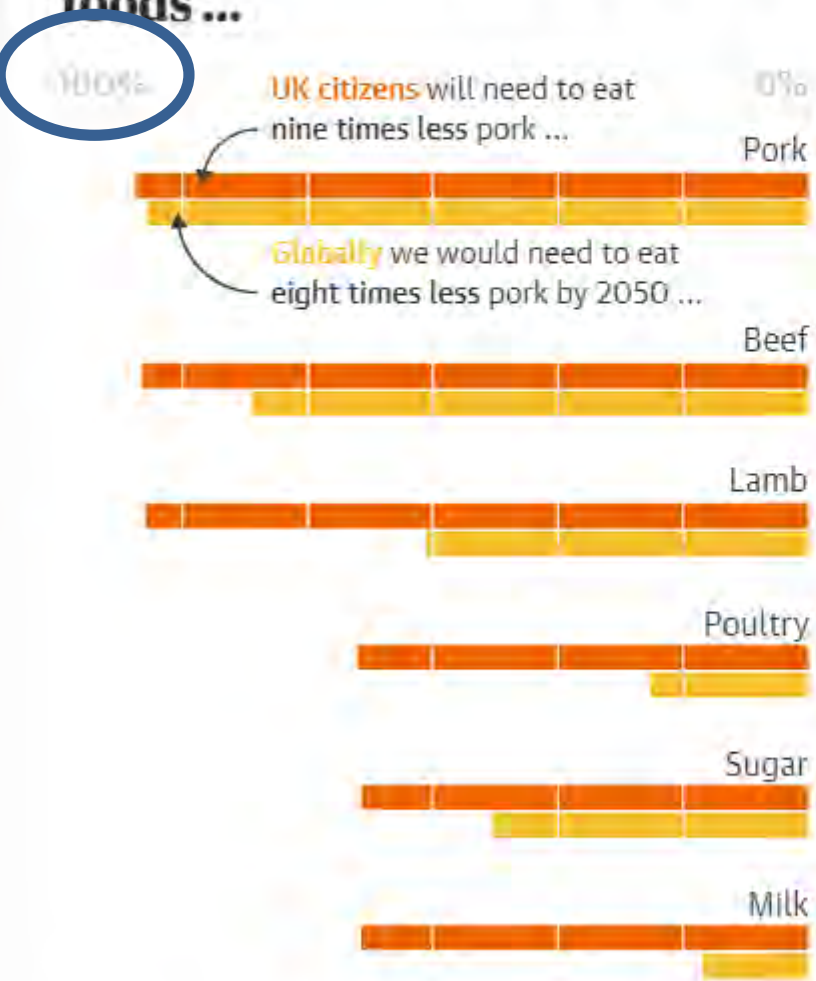 foods ...
100%
0%
UK citizens will need to eat
nine times less pork ...
Pork
Globally we would need to eat
eight times less pork by 2050 ...
Beef
Lamb
Poultry
Sugar
Milk